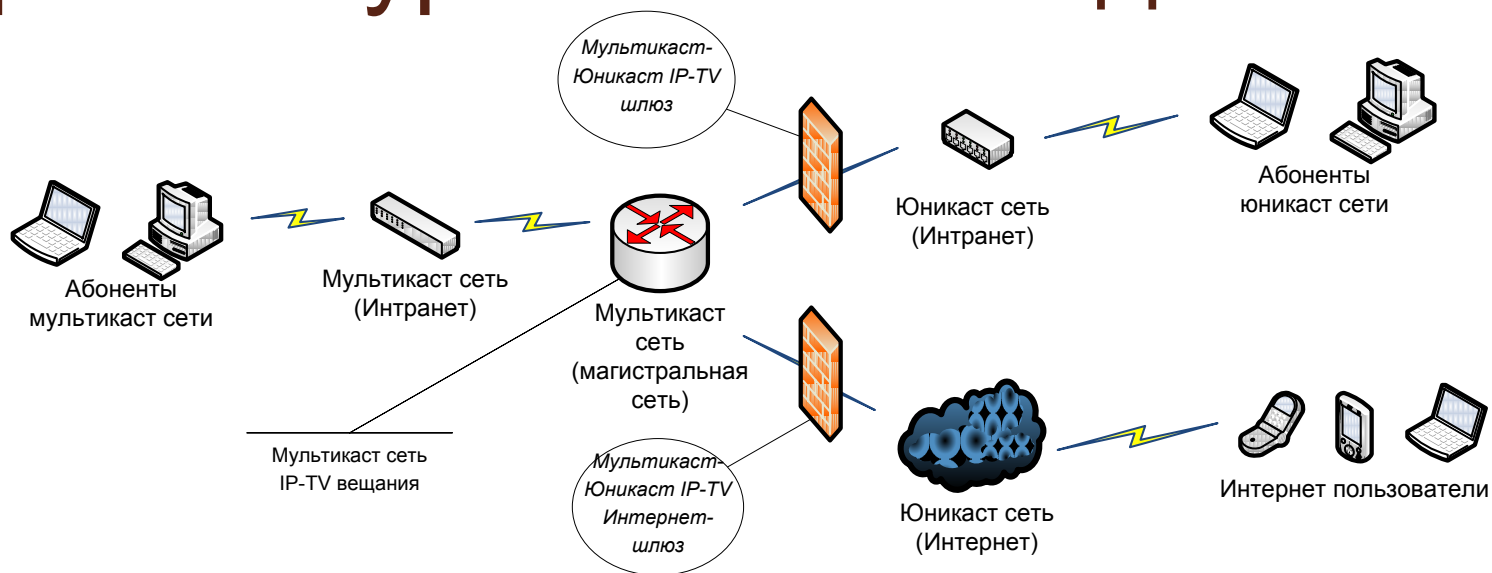 Мультикаст-
Юникаст IP-TV
шлюз
Абоненты
мультикаст сети
Мультикаст сеть
(Интранет)
Мультикаст
сеть
(магистральная
сеть)
Юникаст сеть
(Интранет)
Абоненты
юникаст сети
Мультикаст сеть
IP-TV вещания
Мультикаст-
Юникаст IP-TV
Интернет-
шлюз
Юникаст сеть
(Интернет)
Интернет пользователи